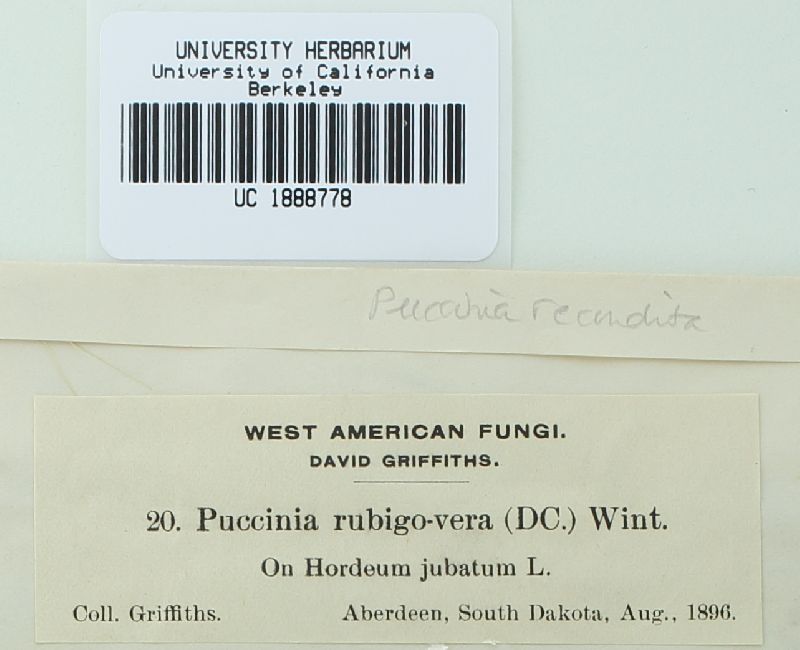 UNIVERSITY HERBARIUM
University of California
Berkeley
UC 1888778
Puccinia recondita
WEST AMERICAN FUNGI.
DAVID GRIFFITHS.
20. Puccinia rubigo-vera (DC.) Wint.
On Hordeum jubatum L.
Coll. Griffiths. Aberdeen, South Dakota, Aug., 1896.